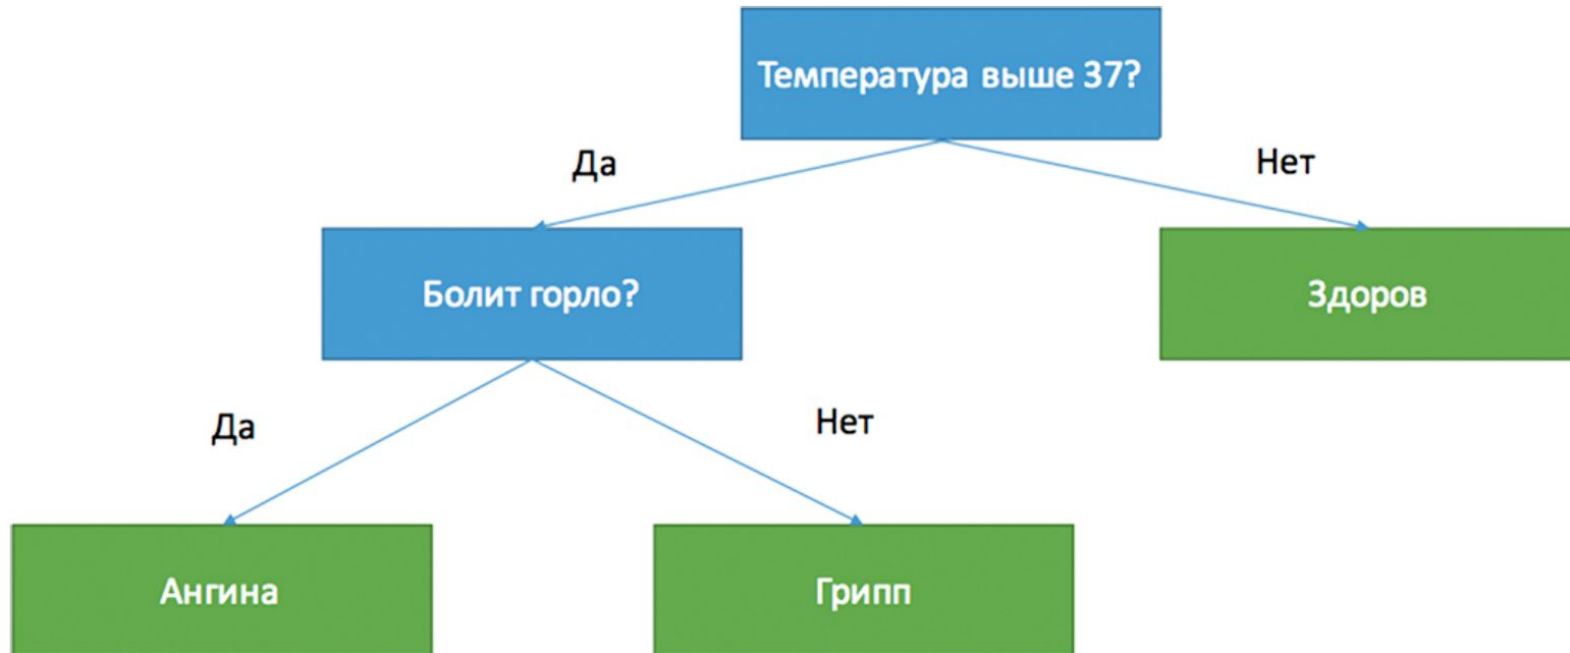 Температура выше 37?
Да
Нет
Болит горло?
Здоров
Да
Нет
Ангина
Грипп